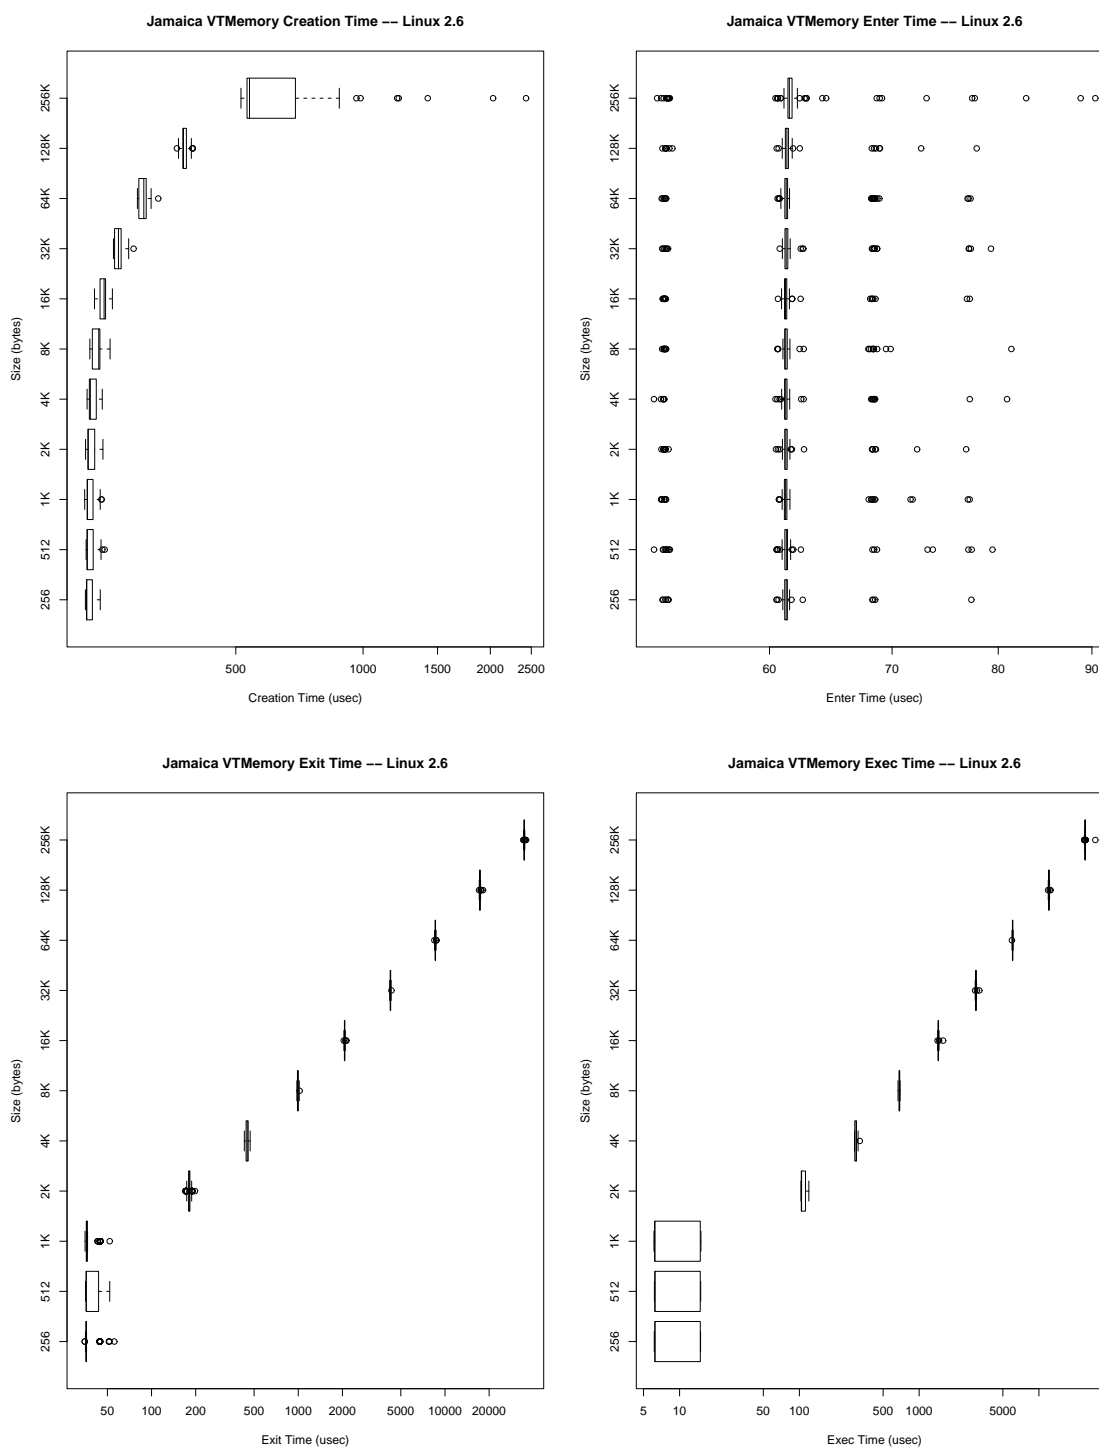 Jamaica VTMemory Creation Time −− Linux 2.6
Size (bytes)
256K
128K
64K
32K
16K
8K
4K
2K
1K
512
256
500 1000 2000 2500
Creation Time (usec)
Jamaica VTMemory Enter Time −− Linux 2.6
Size (bytes)
256K
128K
64K
32K
16K
8K
4K
2K
1K
512
256
60 70 80 90
Enter Time (usec)
Jamaica VTMemory Exit Time −− Linux 2.6
Size (bytes)
256K
128K
64K
32K
16K
8K
4K
2K
1K
512
256
50 100 200 500 1000 2000 5000 10000 20000
Exit Time (usec)
Jamaica VTMemory Exec Time −− Linux 2.6
Size (bytes)
256K
128K
64K
32K
16K
8K
4K
2K
1K
512
256
5 10 50 100 500 1000 5000
Exec Time (usec)